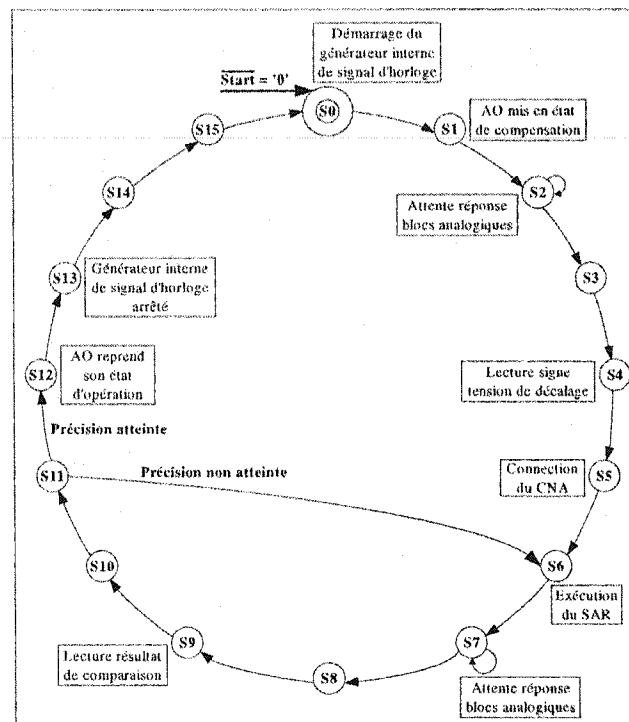 Démarrage du
générateur interne
de signal d'horloge
Start = '0'
S0
S1
AO mis en état
de compensation
S2
Attente réponse
blocs analogiques
S3
S4
Lecture signe
tension de décalage
S5
Connection
du CNA
S6
Exécution
du SAR
S7
Attente réponse
blocs analogiques
S8
S9
Lecture résultat
de comparaison
S10
S11
Précision non atteinte
Précision atteinte
S12
AO reprend
son état
d'opération
S13
Générateur interne
de signal d'horloge
arrêté
S14
S15